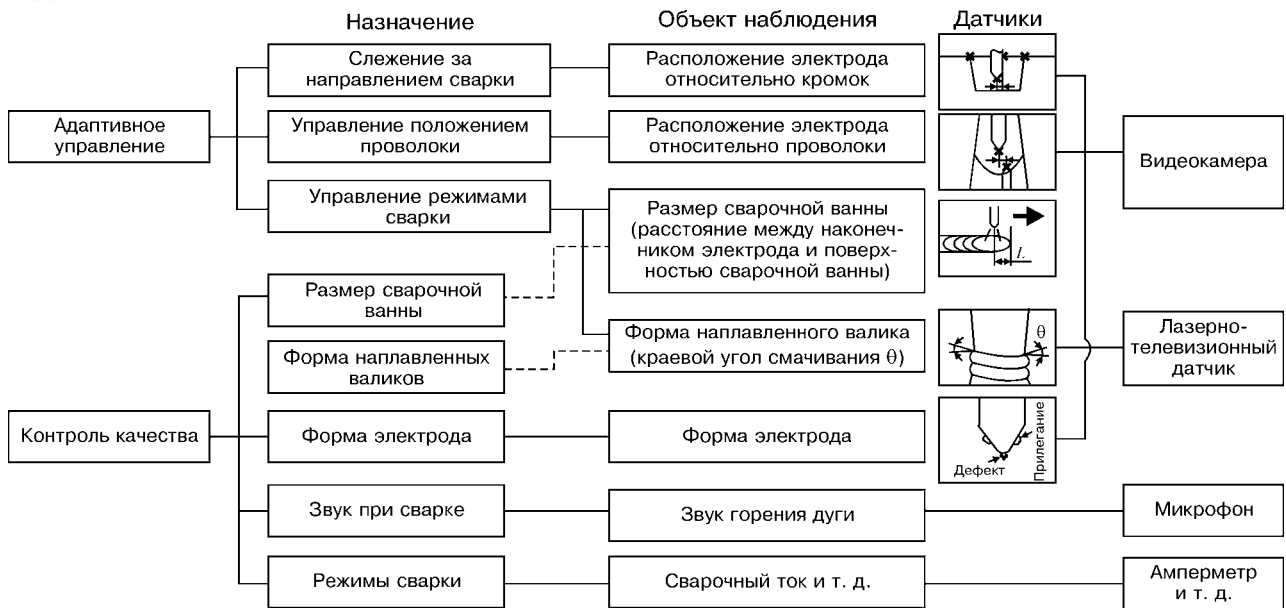 Назначение
Объект наблюдения
Датчики
Адаптивное
управление
Слежение за
направлением сварки
Расположение электрода
относительно кромок
Управление положением
проволоки
Расположение электрода
относительно проволоки
Видеокамера
Управление режимами
сварки
Размер сварочной ванны
(расстояние между наконеч-
ником электрода и поверх-
ностью сварочной ванны)
L
Размер сварочной
ванны
Форма наплавленных
валиков
Форма наплавленного валика
(краевой угол смачивания θ)
θ
Лазерно-
телевизионный
датчик
Контроль качества
Форма электрода
Форма электрода
Дефект
Прилегание
Звук при сварке
Звук горения дуги
Микрофон
Режимы сварки
Сварочный ток и т. д.
Амперметр
и т. д.